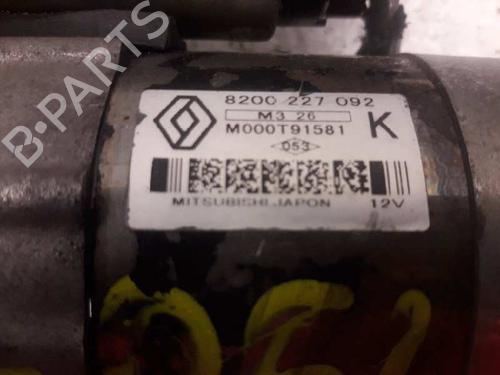 8200 227 092
M3 26
M000T91581 K
053
MITSUBISHI JAPON 12V
B-PARTS